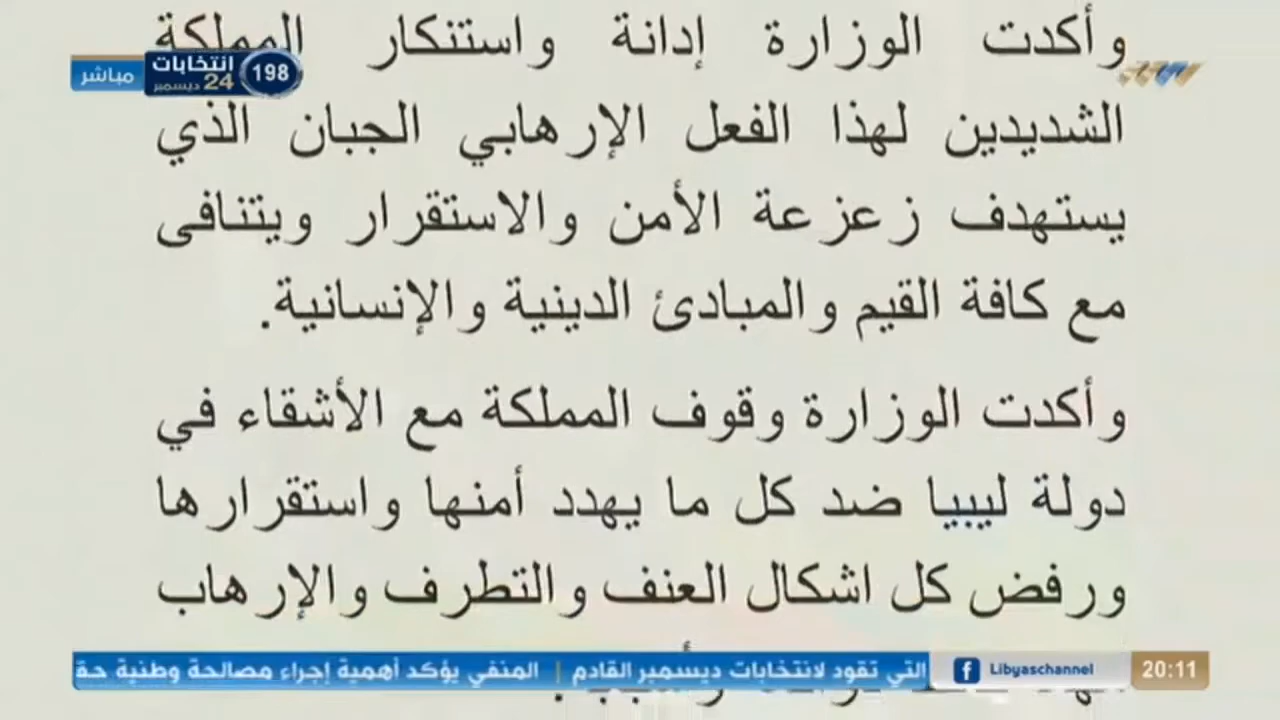 وأكدت الوزارة إدانة واستنكار المملكة
الشديدين لهذا الفعل الإرهابي الجبان الذي
يستهدف زعزعة الأمن والاستقرار ويتنافى
مع كافة القيم والمبادئ الدينية والإنسانية.
وأكدت الوزارة وقوف المملكة مع الأشقاء في
دولة ليبيا ضد كل ما يهدد أمنها واستقرارها
ورفض كل اشكال العنف والتطرف والإرهاب
مباشر
انتخابات
24 ديسمبر
198
التي تقود لانتخابات ديسمبر القادم | المنفي يؤكد أهمية إجراء مصالحة وطنية حق
Libyaschannel
20:11